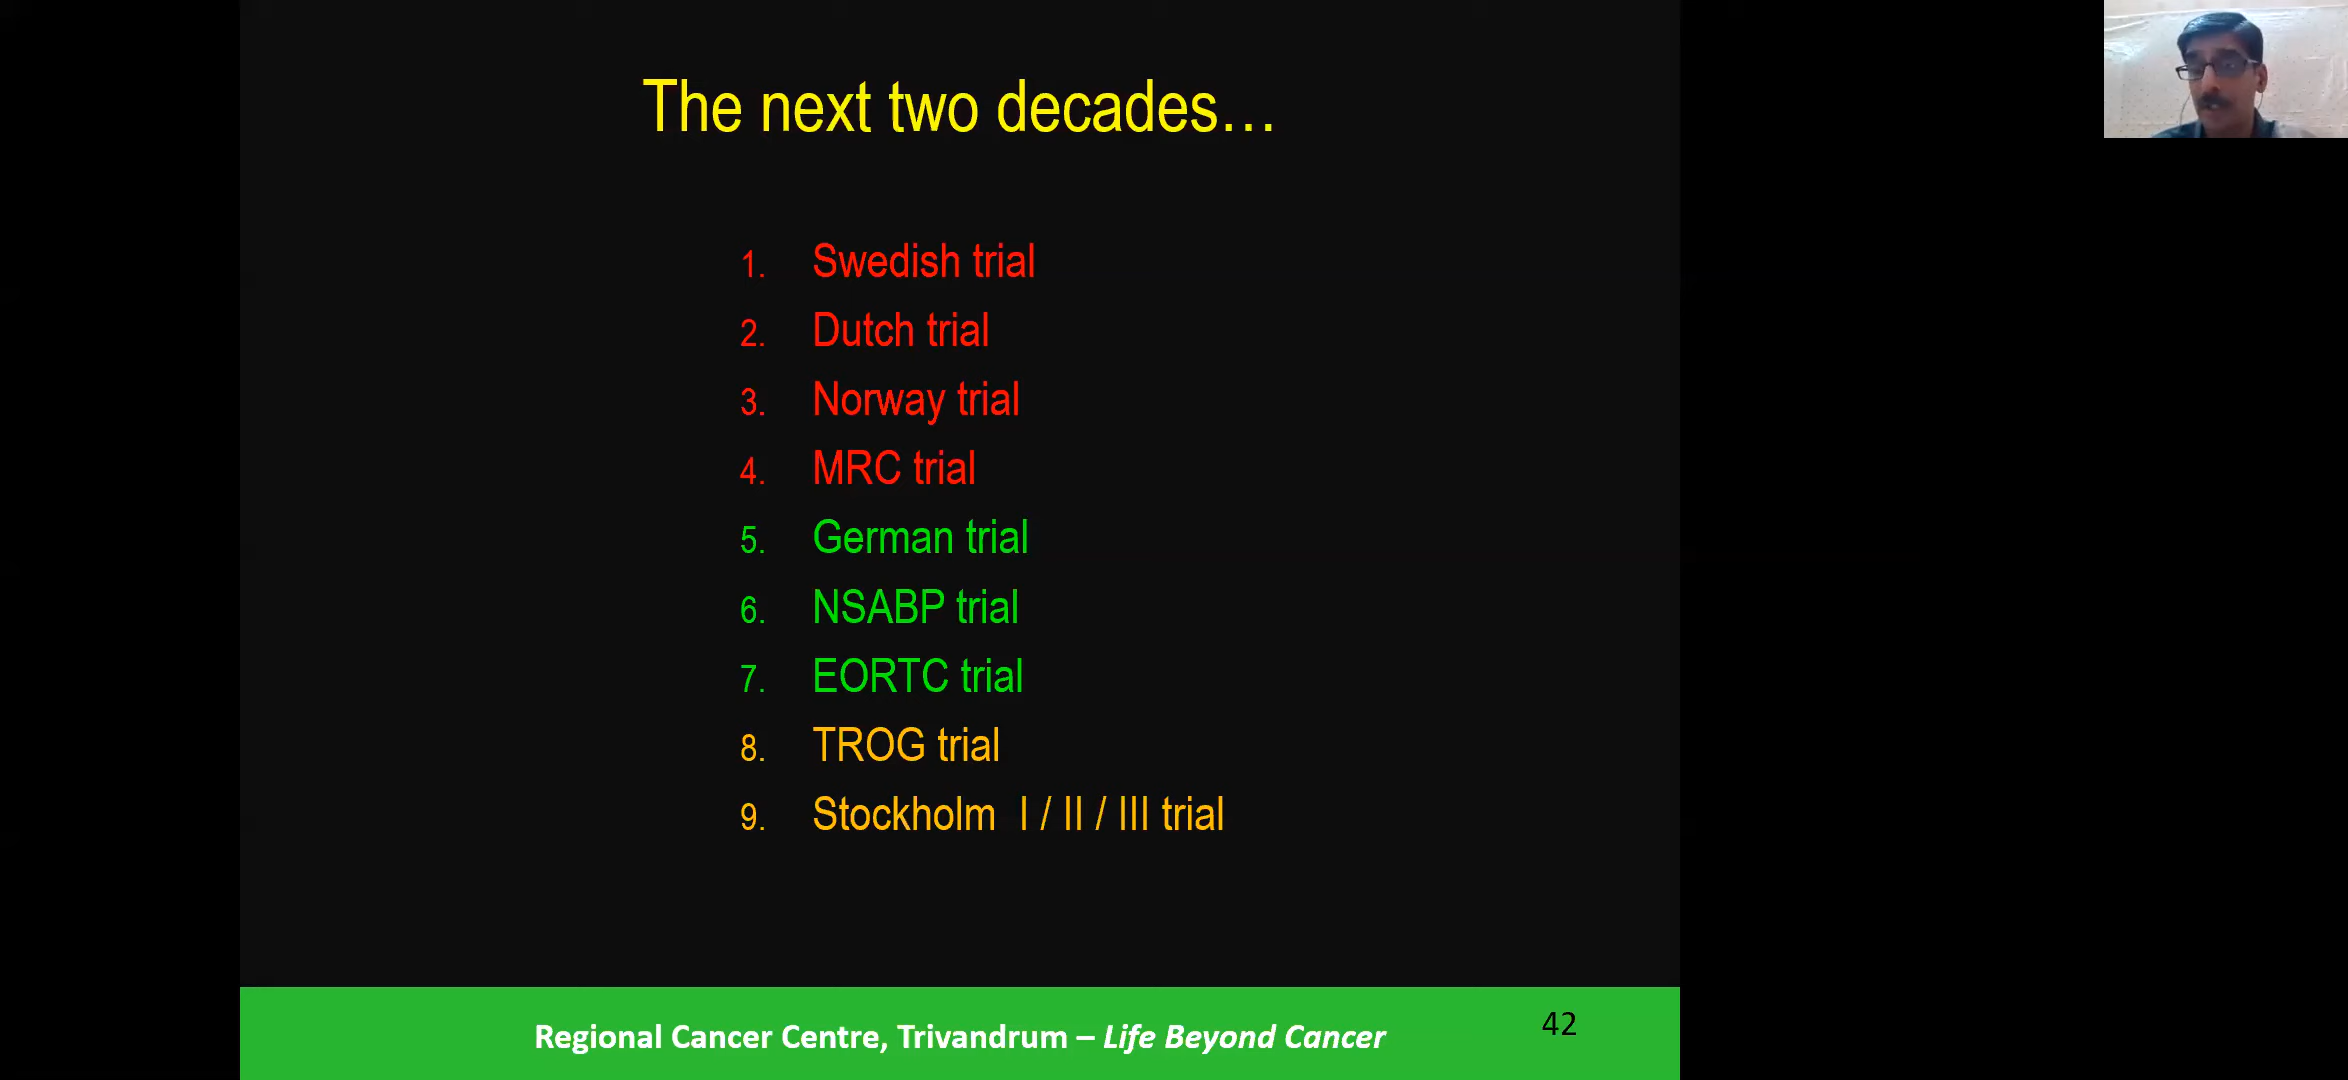 The next two decades…
1. Swedish trial
2. Dutch trial
3. Norway trial
4. MRC trial
5. German trial
6. NSABP trial
7. EORTC trial
8. TROG trial
9. Stockholm I / II / III trial
Regional Cancer Centre, Trivandrum – Life Beyond Cancer
42